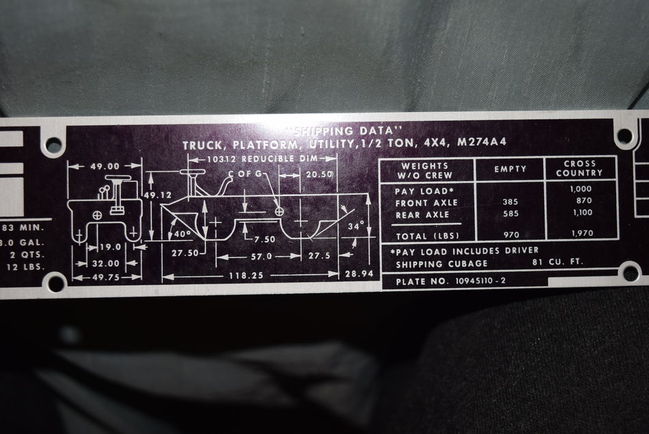 "SHIPPING DATA"
TRUCK, PLATFORM, UTILITY, 1/2 TON, 4X4, M274A4
49.00
49.12
19.0
32.00
49.75
103.12 REDUCIBLE DIM
C OF G
20.50
40°
7.50
34°
27.50
57.0
27.5
118.25
28.94
WEIGHTS W/O CREW EMPTY CROSS COUNTRY
PAY LOAD* 1,000
FRONT AXLE 385 870
REAR AXLE 585 1,100
TOTAL (LBS) 970 1,970
*PAY LOAD INCLUDES DRIVER
SHIPPING CUBAGE 81 CU. FT.
PLATE NO. 10945110-2
83 MIN.
.0 GAL.
2 QTS.
12 LBS.